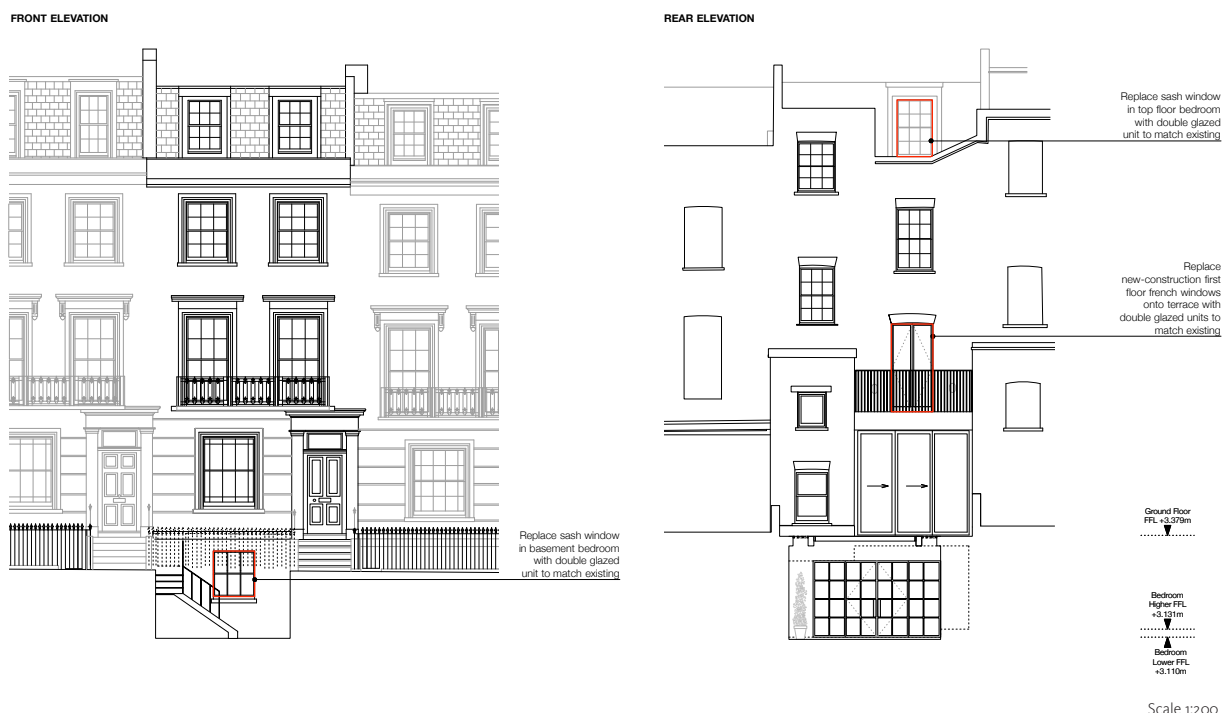 FRONT ELEVATION
REAR ELEVATION
Replace sash window
in top floor bedroom
with double glazed
unit to match existing
Replace
new-construction first
floor french windows
onto terrace with
double glazed units to
match existing
Replace sash window
in basement bedroom
with double glazed
unit to match existing
Ground Floor
FFL +3.379m
Bedroom
Higher FFL
+3.131m
Bedroom
Lower FFL
+3.110m
Scale 1:200